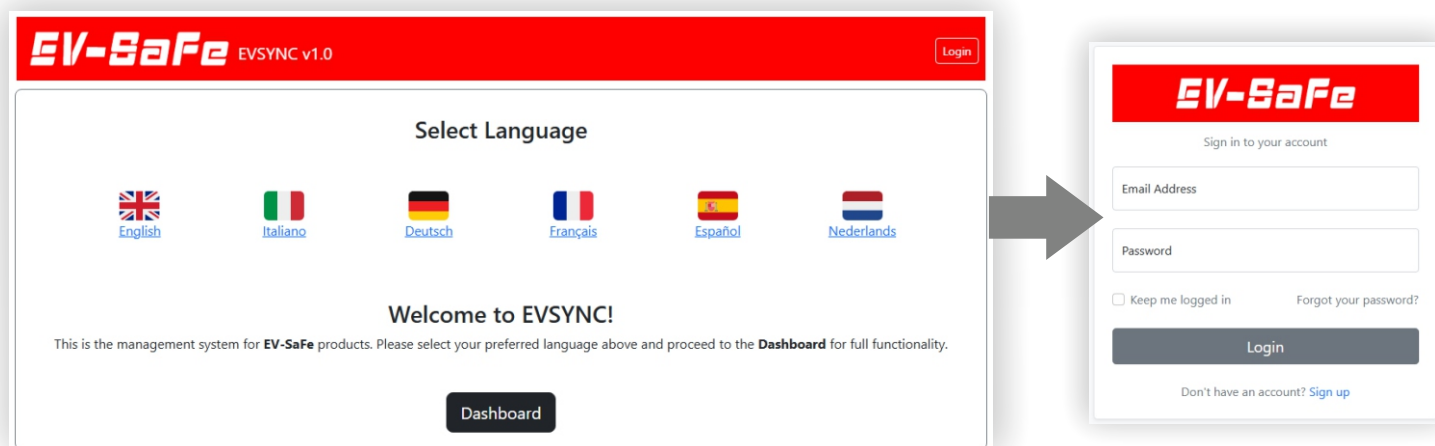 EV-SaFe EVSYNC v1.0
Login
Select Language
English
Italiano
Deutsch
Français
Español
Nederlands
Welcome to EVSYNC!
This is the management system for EV-SaFe products. Please select your preferred language above and proceed to the Dashboard for full functionality.
Dashboard
EV-SaFe
Sign in to your account
Email Address
Password
Keep me logged in
Forgot your password?
Login
Don't have an account? Sign up